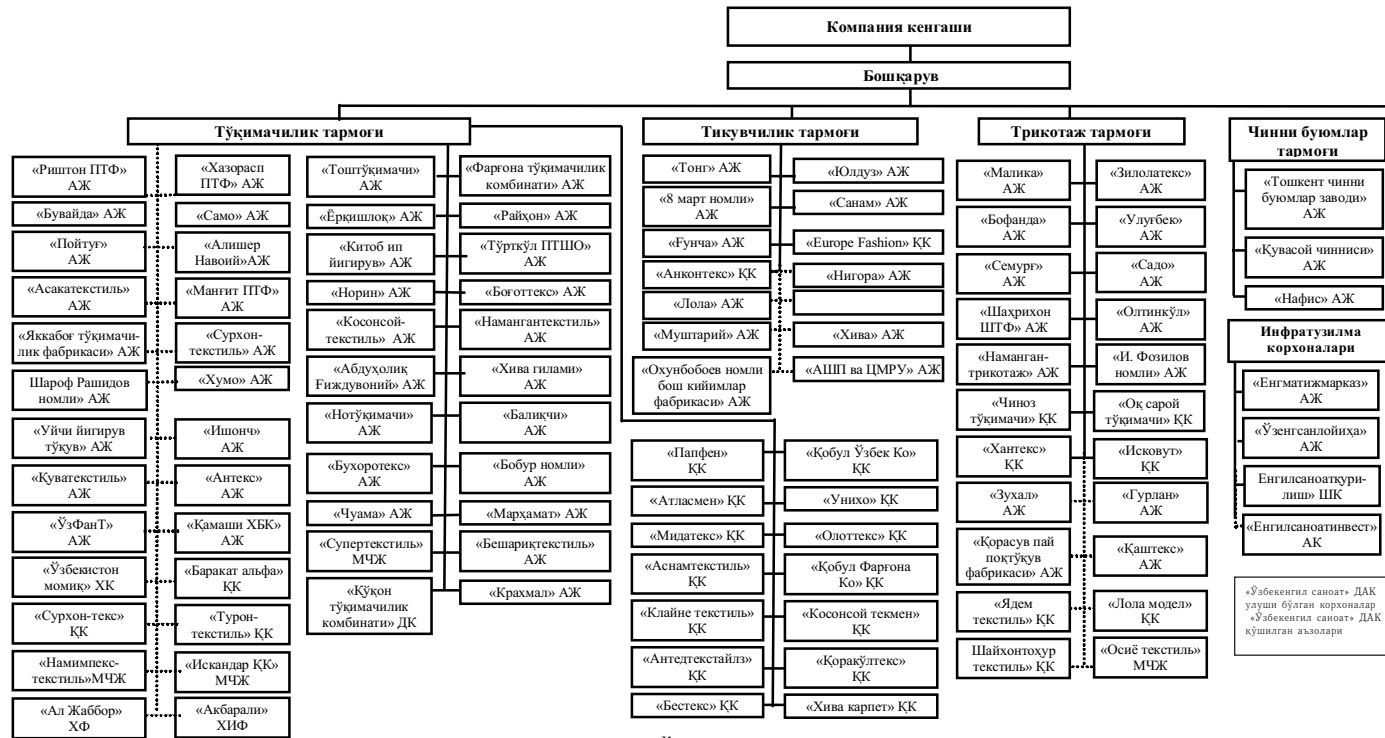 Компания кенгаши
Бошқарув
Тўқимачилик тармоғи
«Риштон ПТФ»
АЖ
«Хазорасп
ПТФ» АЖ
«Бувайда» АЖ
«Само» АЖ
«Пойтуғ»
АЖ
«Алишер
Навоий»АЖ
«Асакатекстиль»
АЖ
«Манғит ПТФ»
АЖ
«Яккабоғ тўқимачи-
лик фабрикаси» АЖ
«Сурхон-
текстиль» АЖ
Шароф Рашидов
номли» АЖ
«Хумо» АЖ
«Уйчи йигирув
тўқув» АЖ
«Ишонч»
АЖ
«Қуватекстиль»
АЖ
«Антекс»
АЖ
«ЎзФанТ»
АЖ
«Қамаши ХБК»
АЖ
«Ўзбекистон
момиқ» ХК
«Баракат альфа»
ҚК
«Сурхон-текс»
ҚК
«Турон-
текстиль» ҚК
«Намимпекс-
текстиль»МЧЖ
«Искандар ҚК»
МЧЖ
«Ал Жаббор»
ХФ
«Акбарали»
ХИФ
«Тоштўқимачи»
АЖ
«Фарғона тўқимачилик
комбинати» АЖ
«Ёрқишлоқ» АЖ
«Райҳон» АЖ
«Китоб ип
йигирув» АЖ
«Тўрткўл ПТШО»
АЖ
«Норин» АЖ
«Боғоттекс» АЖ
«Косонсой-
текстиль» АЖ
«Намангантекстиль»
АЖ
«Абдуҳолиқ
Ғиждувоний» АЖ
«Хива гилами»
АЖ
«Нотўқимачи»
АЖ
«Балиқчи»
АЖ
«Бухоротекс»
АЖ
«Бобур номли»
АЖ
«Чуама» АЖ
«Марҳамат» АЖ
«Супертекстиль»
МЧЖ
«Бешариқтекстиль»
АЖ
«Қўқон
тўқимачилик
комбинати» ДК
«Крахмал» АЖ
Тикувчилик тармоғи
«Тонг» АЖ
«Юлдуз» АЖ
«8 март номли»
АЖ
«Санам» АЖ
«Ғунча» АЖ
«Europe Fashion» ҚК
«Анконтекс» ҚК
«Нигора» АЖ
«Лола» АЖ
«Муштарий» АЖ
«Хива» АЖ
«Охунбобоев номли
бош кийимлар
фабрикаси» АЖ
«АШП ва ЦМРУ» АЖ
«Папфен»
ҚК
«Қобул Ўзбек Ко»
ҚК
«Атласмен» ҚК
«Унихо» ҚК
«Мидатекс» ҚК
«Олоттекс» ҚК
«Аснамтекстиль»
ҚК
«Қобул Фарғона
Ко» ҚК
«Клайне текстиль»
ҚК
«Косонсой текмен»
ҚК
«Антедтекстайлз»
ҚК
«Қоракўлтекс»
ҚК
«Бестекс» ҚК
«Хива карпет» ҚК
Трикотаж тармоғи
«Малика»
АЖ
«Зилолатекс»
АЖ
«Бофанда»
АЖ
«Улуғбек»
АЖ
«Семурғ»
АЖ
«Садо»
АЖ
«Шаҳрихон
ШТФ» АЖ
«Олтинкўл»
АЖ
«Наманган-
трикотаж» АЖ
«И. Фозилов
номли» АЖ
«Чиноз
тўқимачи» ҚК
«Оқ сарой
тўқимачи» ҚК
«Хантекс»
ҚК
«Исковут»
ҚК
«Зухал»
АЖ
«Гурлан»
АЖ
«Қорасув пай
поқтўқув
фабрикаси» АЖ
«Қаштекс»
АЖ
«Ядем
текстиль» ҚК
«Лола модел»
ҚК
Шайхонтоҳур
текстиль» ҚК
«Осиё текстиль»
МЧЖ
Чинни буюмлар
тармоғи
«Тошкент чинни
буюмлар заводи»
АЖ
«Қувасой чинниси»
АЖ
«Нафис» АЖ
Инфратузилма
корхоналари
«Енгматижмарказ»
АЖ
«Ўзенгсанлойиҳа»
АЖ
Енгилсаноатқури-
лиш» ШК
«Енгилсаноатинвест»
АК
«Ўзбекенгил саноат» ДАК
улуши бўлган корхоналар
«Ўзбекенгил саноат» ДАК
қўшилган аъзолари